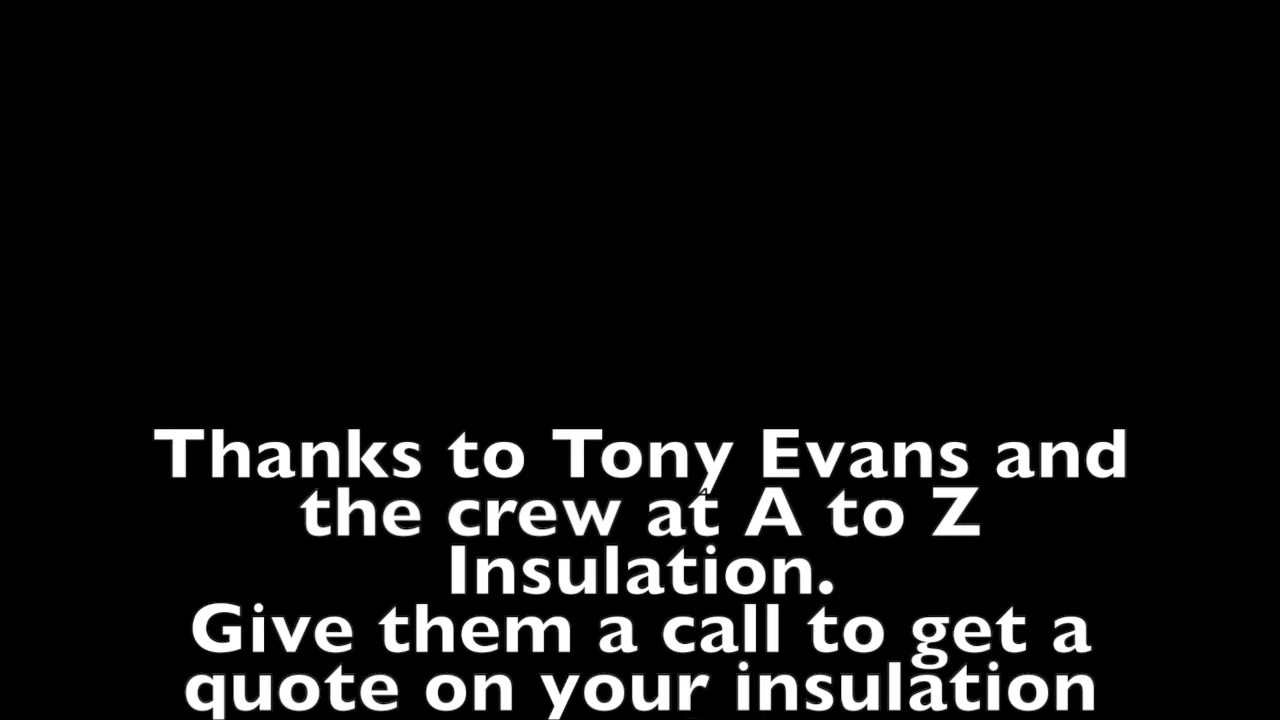 Thanks to Tony Evans and
the crew at A to Z
Insulation.
Give them a call to get a
quote on your insulation